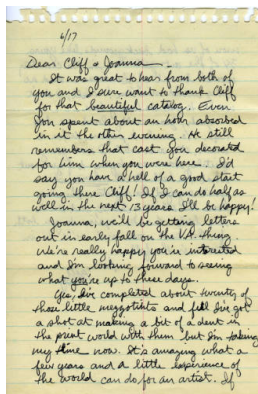 6/17
Dear Cliff & Joanna
It was great to hear from both of
you and I sure want to thank Cliff
for that beautiful catalog. Even
you spent about an hour absorbed
in it the other evening. He still
remembers that cast you decorated
for him when you were here. I'd
say you have a hell of a good start
going there Cliff! If I can do half as
well in the next 13 years I'll be happy!
Joanna, we'll be getting letters
out in early fall on the V.A. thing
we're really happy you're interested
and I'm looking forward to seeing
what you're up to these days.
Yes, I've completed about twenty of
those little mezzotints and feel I've got
a shot at making a bit of a dent in
the print world with them but I'm taking
my time now. It's amazing what a
few years and a little experience of
the world can do for an artist. If